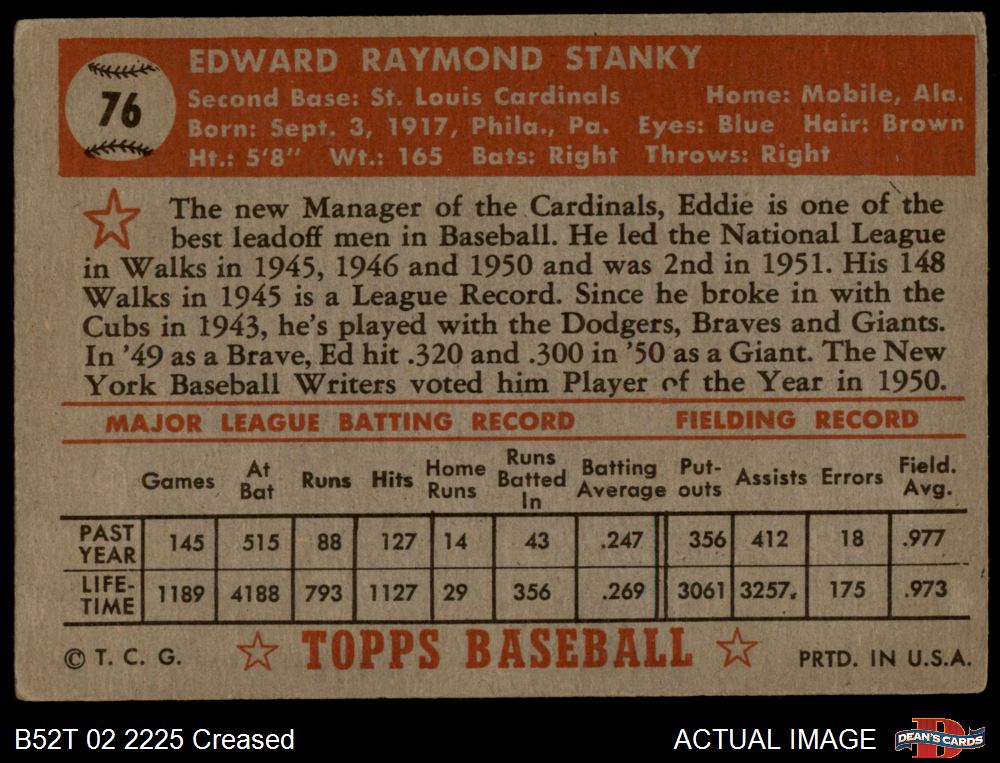 76
EDWARD RAYMOND STANKY
Second Base: St. Louis Cardinals Home: Mobile, Ala.
Born: Sept. 3, 1917, Phila., Pa. Eyes: Blue Hair: Brown
Ht.: 5'8" Wt.: 165 Bats: Right Throws: Right
The new Manager of the Cardinals, Eddie is one of the
best leadoff men in Baseball. He led the National League
in Walks in 1945, 1946 and 1950 and was 2nd in 1951. His 148
Walks in 1945 is a League Record. Since he broke in with the
Cubs in 1943, he's played with the Dodgers, Braves and Giants.
In '49 as a Brave, Ed hit .320 and .300 in '50 as a Giant. The New
York Baseball Writers voted him Player of the Year in 1950.
MAJOR LEAGUE BATTING RECORD FIELDING RECORD
Games At Bat Runs Hits Home Runs Runs Batted In Batting Average Put-outs Assists Errors Field. Avg.
PAST YEAR 145 515 88 127 14 43 .247 356 412 18 .977
LIFE-TIME 1189 4188 793 1127 29 356 .269 3061 3257. 175 .973
© T. C. G. TOPPS BASEBALL PRTD. IN U.S.A.
B52T 02 2225 Creased ACTUAL IMAGE DEAN'S CARDS